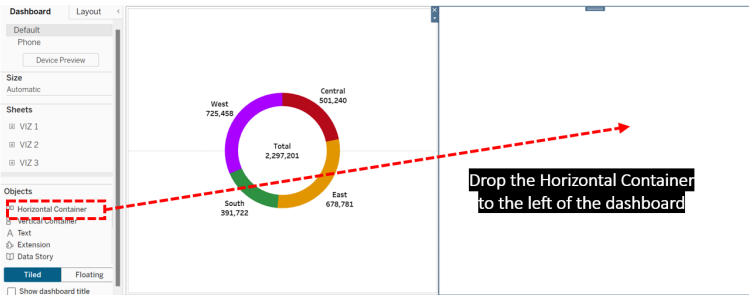 Dashboard
Layout
Default
Phone
Device Preview
Size
Automatic
Sheets
VIZ 1
VIZ 2
VIZ 3
Objects
Horizontal Container
Vertical Container
Text
Extension
Data Story
Tiled
Floating
Show dashboard title
Central
501,240
West
725,458
Total
2,297,201
South
391,722
East
678,781
Drop the Horizontal Container
to the left of the dashboard